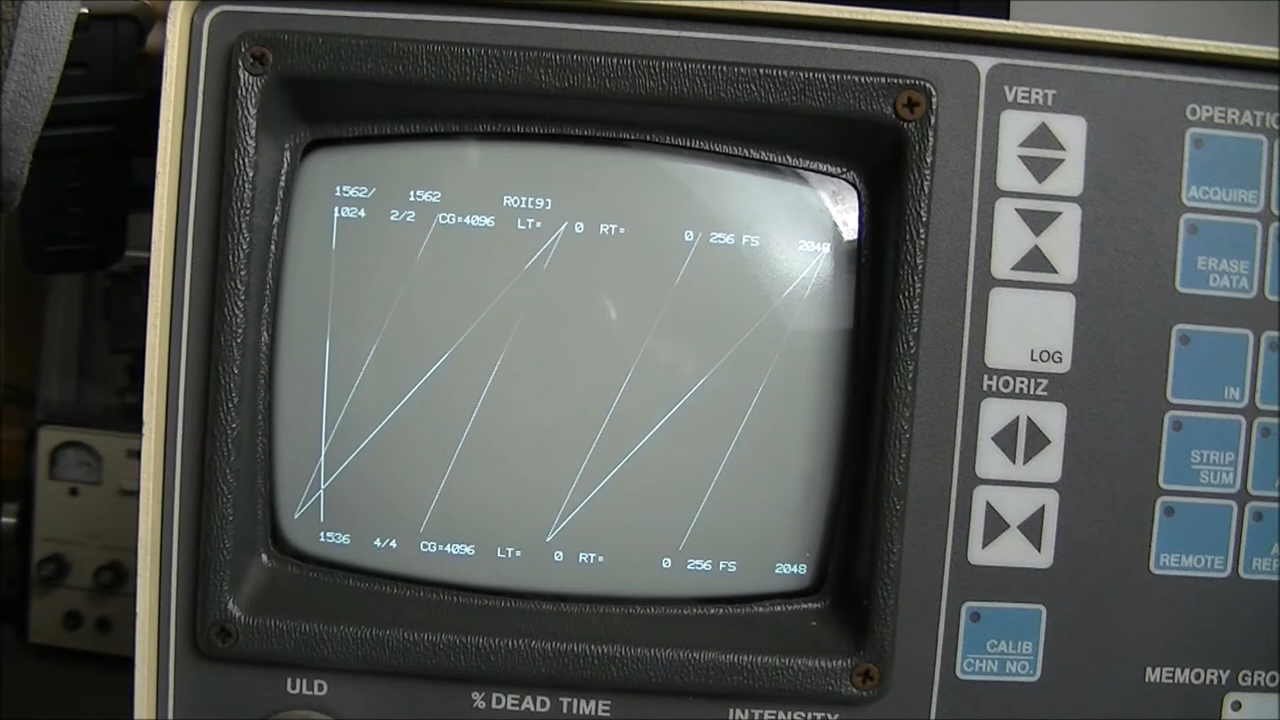 1562/ 1562 ROI[9]
1024 2/2 CG=4096 LT= 0 RT= 0 256 FS 2048
1536 4/4 CG=4096 LT= 0 RT= 0 256 FS 2048
VERT
LOG
HORIZ
CALIB
CHN NO.
ACQUIRE
ERASE
DATA
IN
STRIP
SUM
REMOTE
ULD
% DEAD TIME